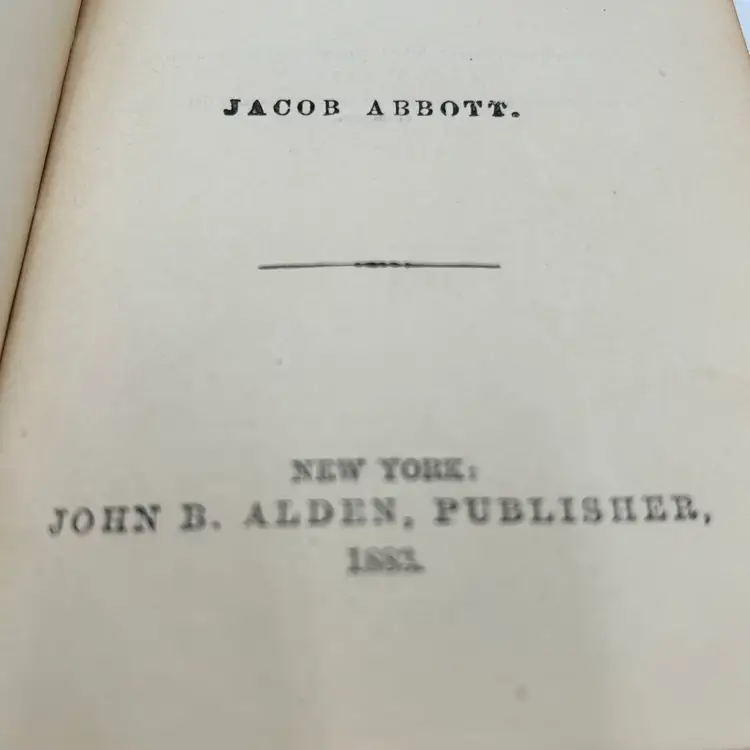 JACOB ABBOTT.
NEW YORK:
JOHN B. ALDEN, PUBLISHER,